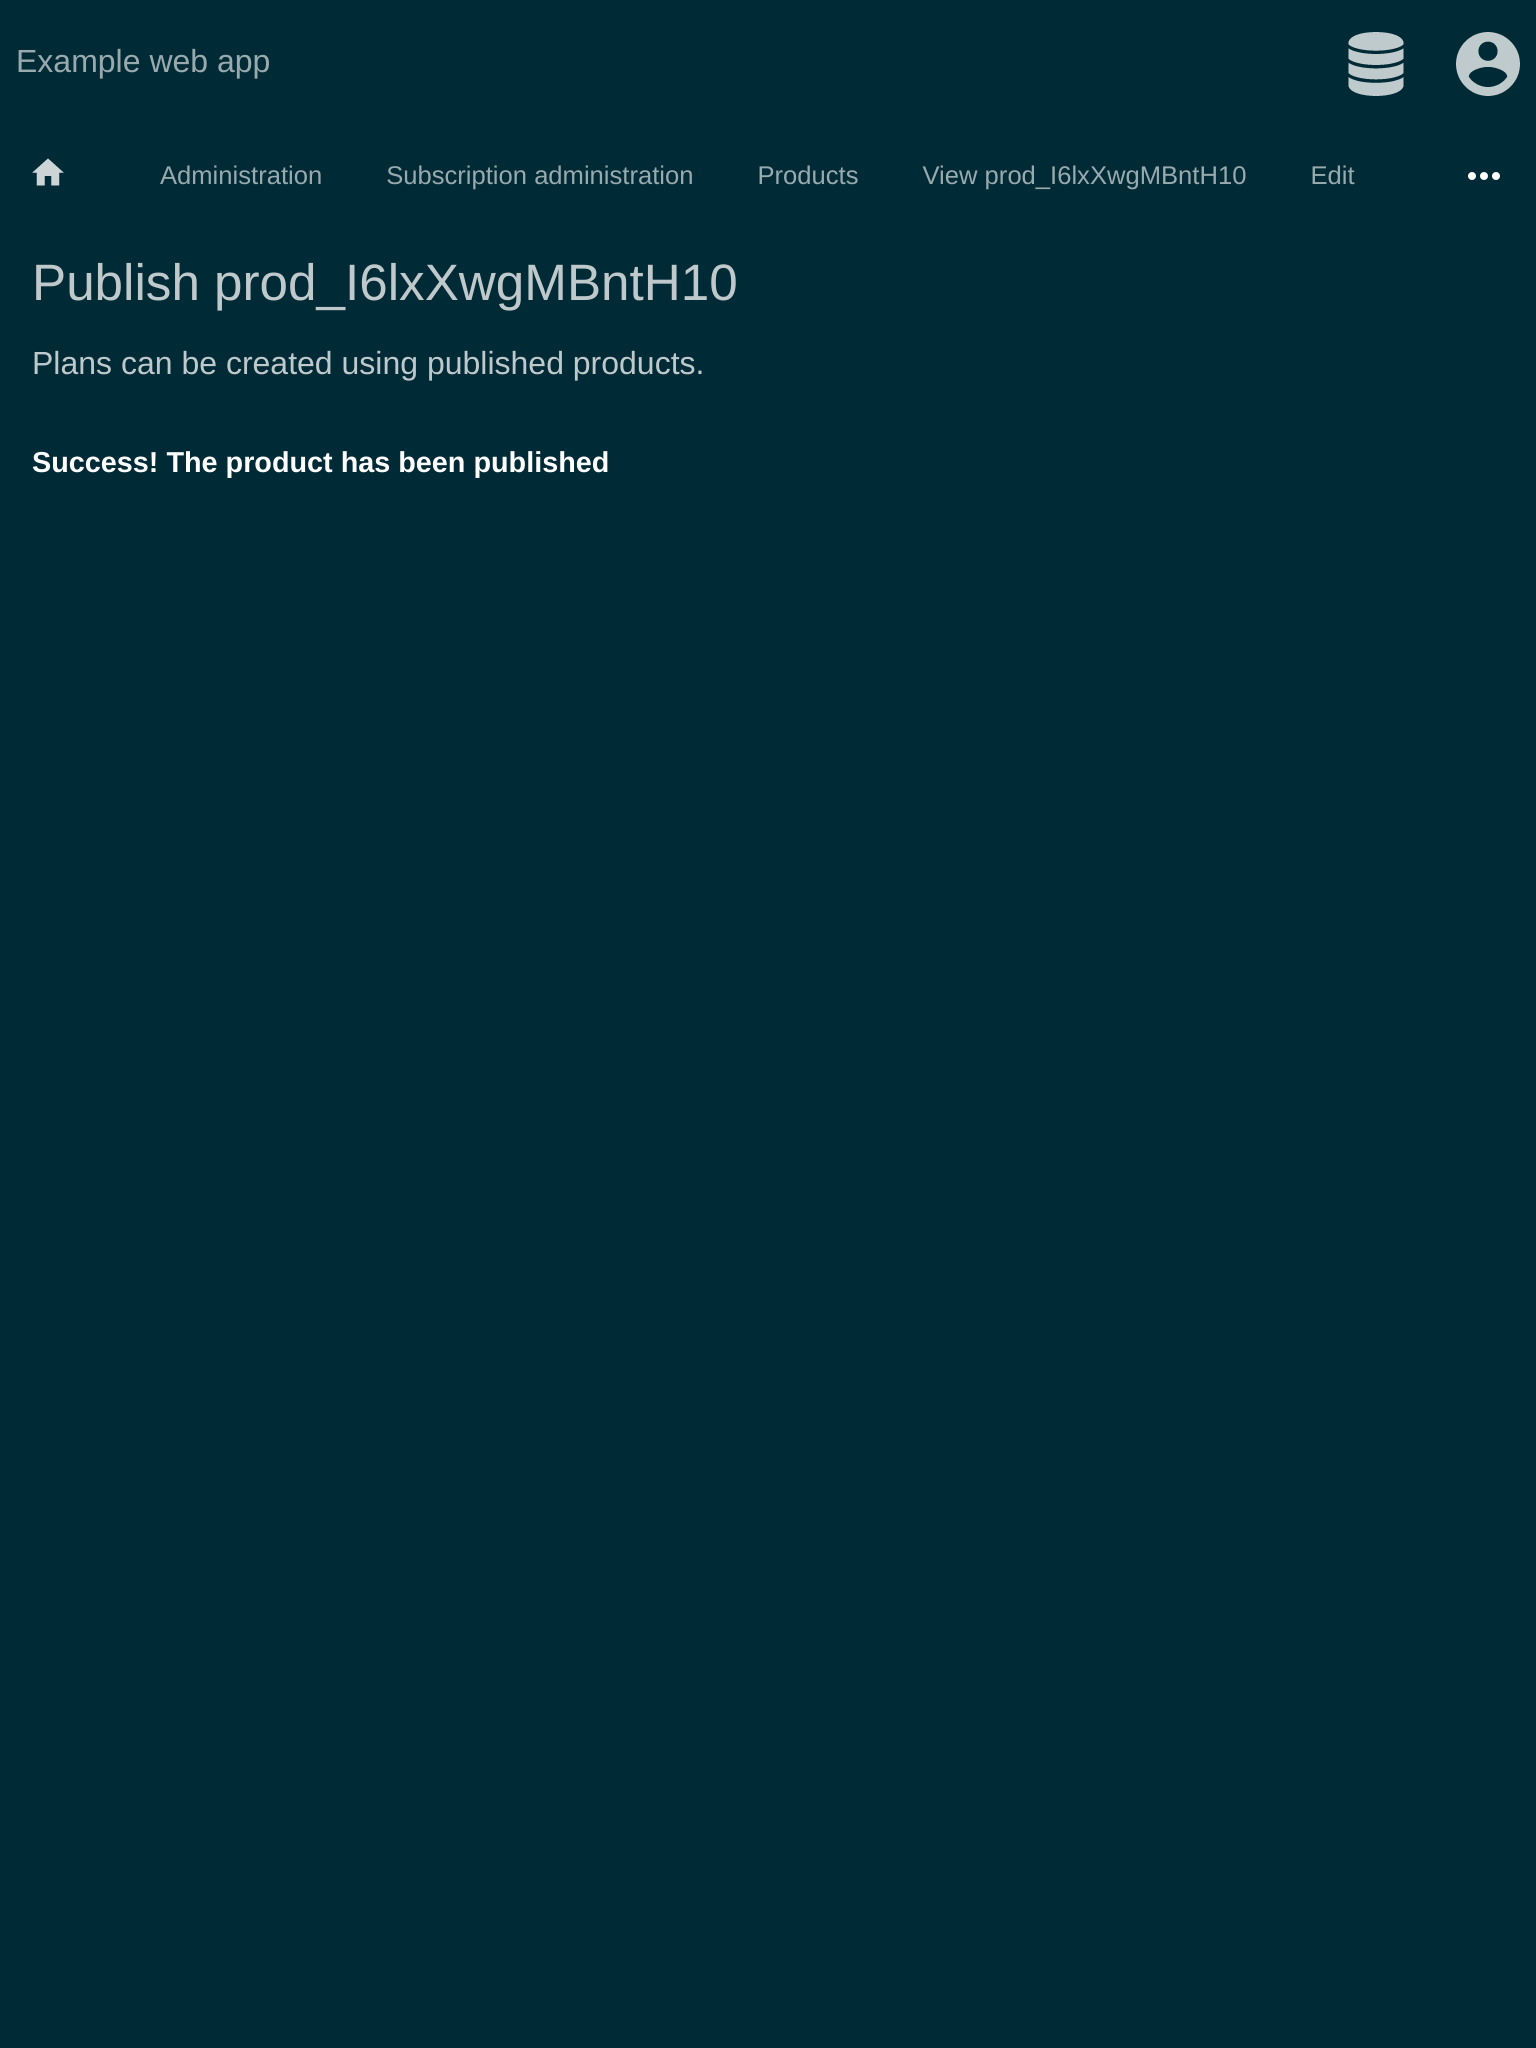 Example web app
Administration Subscription administration Products View prod_I6lxXwgMBntH10 Edit
Publish prod_I6lxXwgMBntH10
Plans can be created using published products.
Success! The product has been published